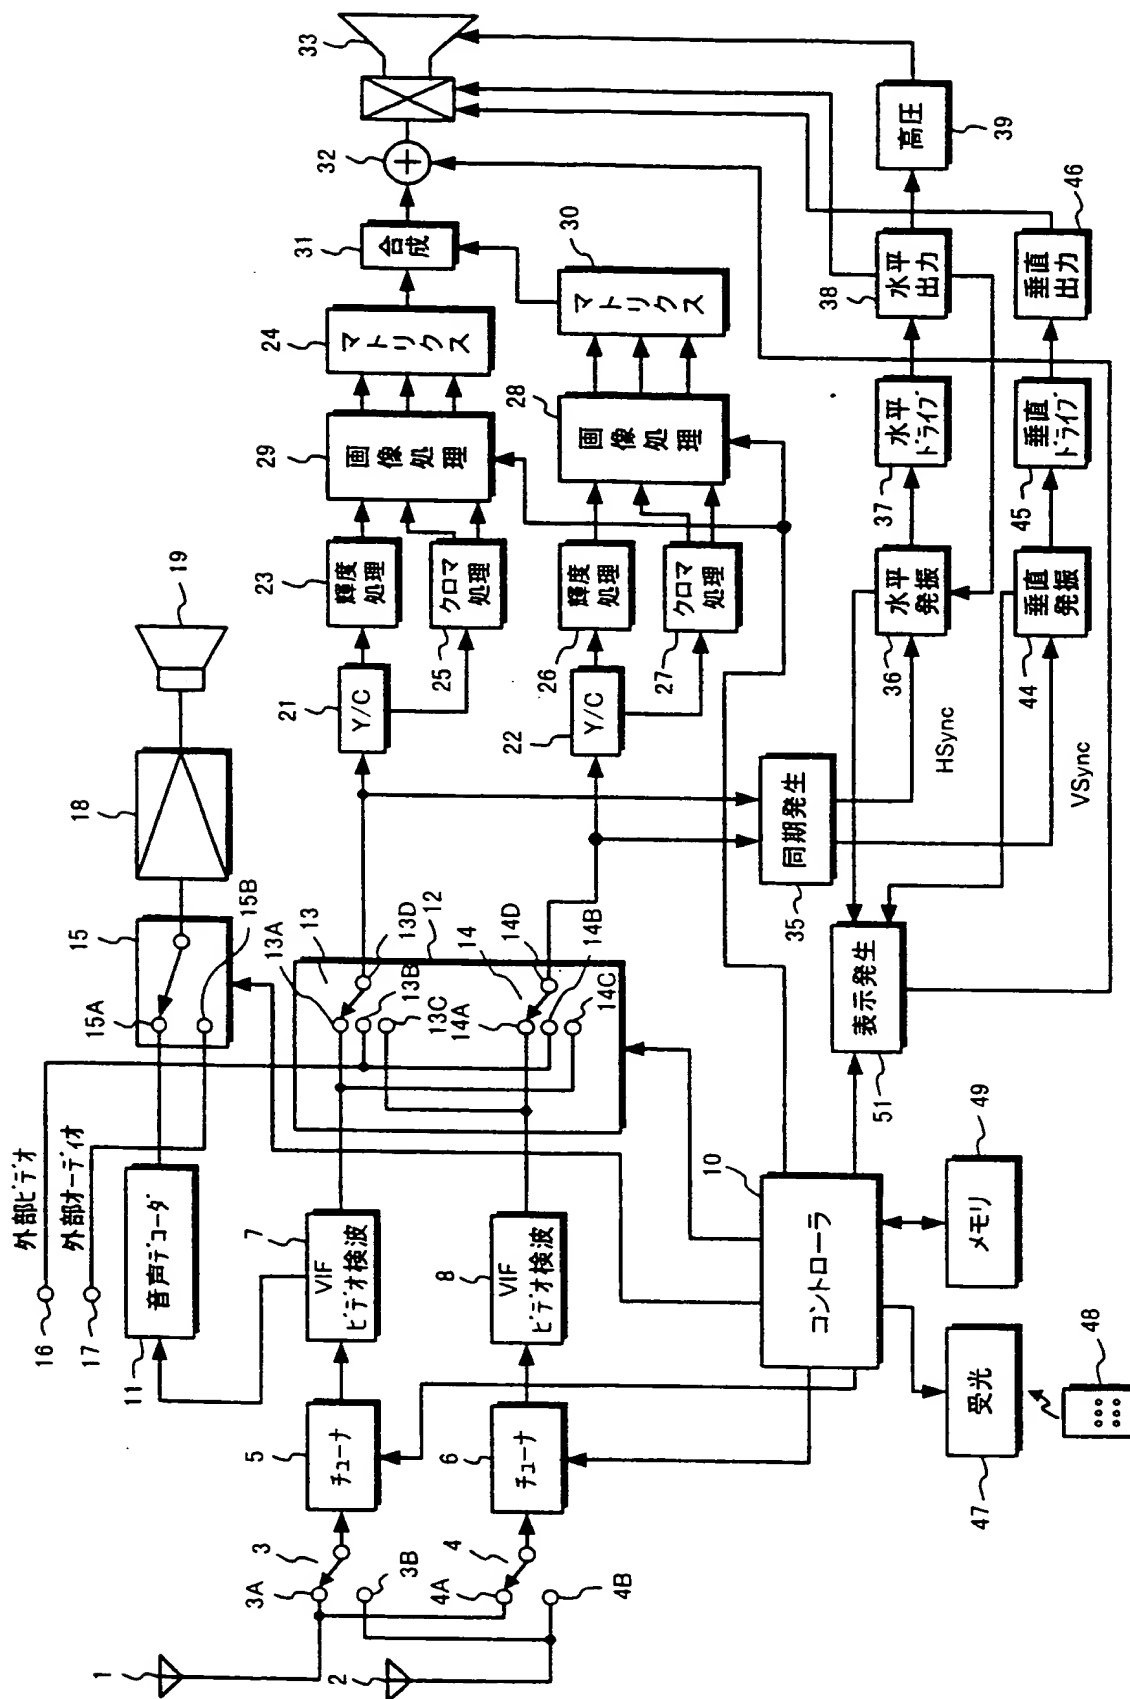 1
2
3
3A
3B
4
4A
4B
5
チューナ
6
チューナ
7
VIF
ビデオ検波
8
VIF
ビデオ検波
16
外部ビデオ
17
外部オーディオ
11
音声デコーダ
15
15A
15B
18
19
12
13
13A
13B
13C
13D
14
14A
14B
14C
14D
10
コントローラ
47
受光
48
49
メモリ
51
表示発生
35
同期発生
HSync
VSync
21
Y/C
22
Y/C
23
輝度
処理
25
クロマ
処理
26
輝度
処理
27
クロマ
処理
29
画像
処理
28
画像
処理
24
マトリクス
30
マトリクス
31
合成
32
33
36
水平
発振
37
水平
ドライブ
38
水平
出力
39
高圧
44
垂直
発振
45
垂直
ドライブ
46
垂直
出力